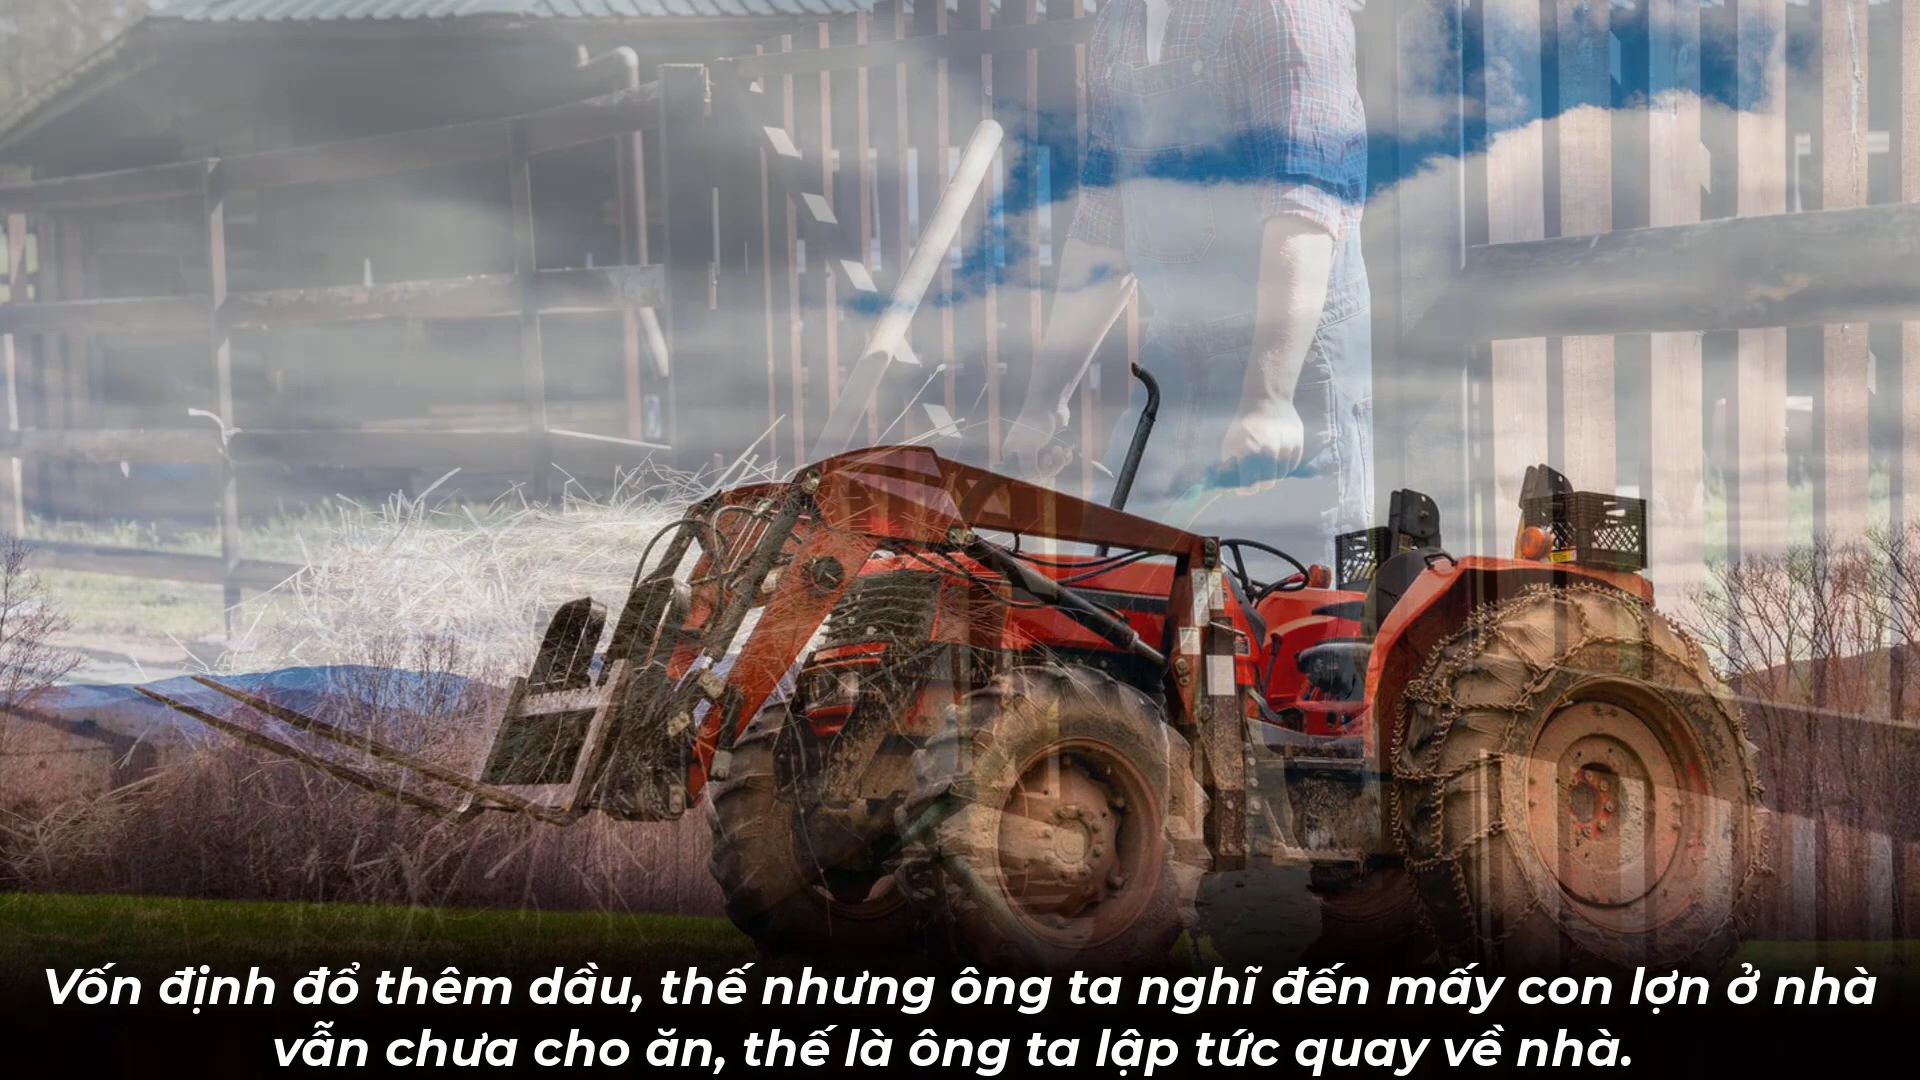 Vốn định đổ thêm dầu, thế nhưng ông ta nghĩ đến mấy con lợn ở nhà
vẫn chưa cho ăn, thế là ông ta lập tức quay về nhà.